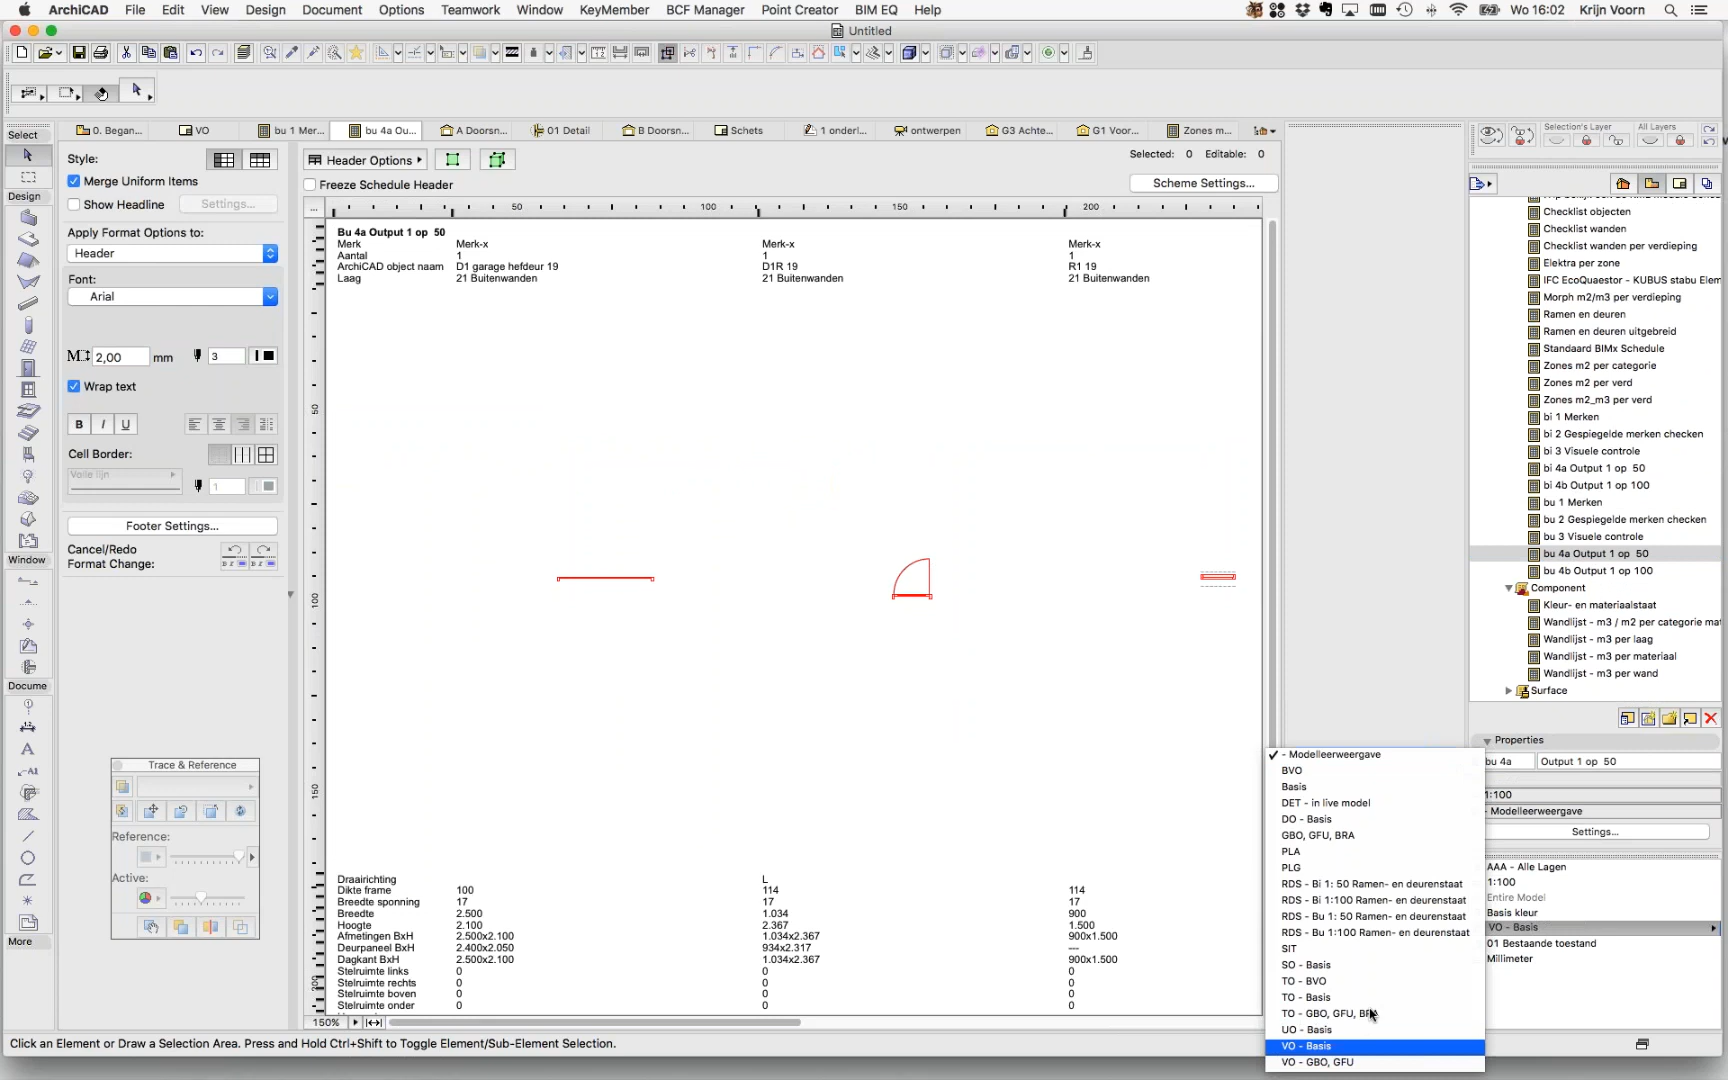 ArchiCAD File Edit View Design Document Options Teamwork Window KeyMember BCF Manager Point Creator BIM EQ Help Wo 16:02 Krijn Voorn
Untitled
Select
Design
Window
Docume
More
0. Began... VO bu 1 Mer... bu 4a Ou... A Doorsn... 01 Detail B Doorsn... Schets 1 onderl... ontwerpen G3 Achte... G1 Voor... Zones m...
Style:
Merge Uniform Items
Show Headline Settings...
Apply Format Options to:
Header
Font:
Arial
2,00 mm 3
Wrap text
B I U
Cell Border:
Volle lijn
1
Footer Settings...
Cancel/Redo
Format Change:
Trace & Reference
Reference:
Active:
Header Options
Selected: 0 Editable: 0
Freeze Schedule Header
Scheme Settings...
50 100 150 200
50
100
150
200
Bu 4a Output 1 op 50
Merk Merk-x Merk-x Merk-x
Aantal 1 1 1
ArchiCAD object naam D1 garage hefdeur 19 D1R 19 R1 19
Laag 21 Buitenwanden 21 Buitenwanden 21 Buitenwanden
Draairichting L
Dikte frame 100 114 114
Breedte sponning 17 17 17
Breedte 2.500 1.034 900
Hoogte 2.100 2.367 1.500
Afmetingen BxH 2.500x2.100 1.034x2.367 900x1.500
Deurpaneel BxH 2.400x2.050 934x2.317 ---
Dagkant BxH 2.500x2.100 1.034x2.367 900x1.500
Stelruimte links 0 0 0
Stelruimte rechts 0 0 0
Stelruimte boven 0 0 0
Stelruimte onder 0 0 0
150%
Click an Element or Draw a Selection Area. Press and Hold Ctrl+Shift to Toggle Element/Sub-Element Selection.
Selection's Layer All Layers
Checklist objecten
Checklist wanden
Checklist wanden per verdieping
Elektra per zone
IFC EcoQuaestor - KUBUS stabu Elem
Morph m2/m3 per verdieping
Ramen en deuren
Ramen en deuren uitgebreid
Standaard BIMx Schedule
Zones m2 per categorie
Zones m2 per verd
Zones m2_m3 per verd
bi 1 Merken
bi 2 Gespiegelde merken checken
bi 3 Visuele controle
bi 4a Output 1 op 50
bi 4b Output 1 op 100
bu 1 Merken
bu 2 Gespiegelde merken checken
bu 3 Visuele controle
bu 4a Output 1 op 50
bu 4b Output 1 op 100
Component
Kleur- en materiaalstaat
Wandlijst - m3 / m2 per categorie mat
Wandlijst - m3 per laag
Wandlijst - m3 per materiaal
Wandlijst - m3 per wand
Surface
Properties
bu 4a Output 1 op 50
1:100
- Modelleerweergave
Settings...
AAA - Alle Lagen
1:100
Entire Model
Basis kleur
VO - Basis
01 Bestaande toestand
Millimeter
- Modelleerweergave
BVO
Basis
DET - in live model
DO - Basis
GBO, GFU, BRA
PLA
PLG
RDS - Bi 1: 50 Ramen- en deurenstaat
RDS - Bi 1:100 Ramen- en deurenstaat
RDS - Bu 1: 50 Ramen- en deurenstaat
RDS - Bu 1:100 Ramen- en deurenstaat
SIT
SO - Basis
TO - BVO
TO - Basis
TO - GBO, GFU, BRA
UO - Basis
VO - Basis
VO - GBO, GFU